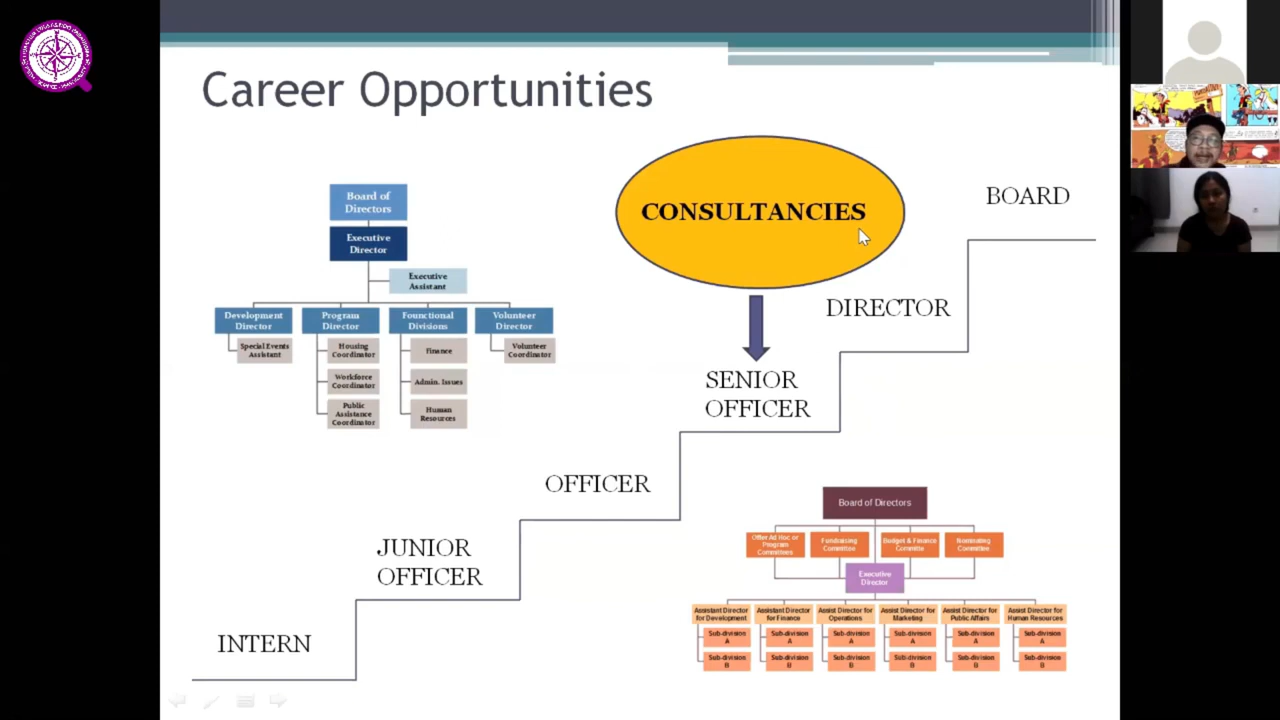 Career Opportunities
Board of
Directors
Executive
Director
Executive
Assistant
Development
Director
Program
Director
Founctional
Divisions
Volunteer
Director
Special Events
Assistant
Housing
Coordinator
Finance
Volunteer
Coordinator
Workforce
Coordinator
Admin. Issues
Public
Assistance
Coordinator
Human
Resources
CONSULTANCIES
BOARD
DIRECTOR
SENIOR
OFFICER
OFFICER
JUNIOR
OFFICER
INTERN
Board of Directors
Offer Ad Hoc or
Program
Committees
Fundraising
Committee
Budget & Finance
Committe
Nominating
Committee
Executive
Director
Assistant Director
for Development
Assistant Director
for Finance
Assist Director for
Operations
Assist Director for
Marketing
Assist Director for
Public Affairs
Assist Director for
Human Resources
Sub-division
A
Sub-division
A
Sub-division
A
Sub-division
A
Sub-division
A
Sub-division
A
Sub-division
B
Sub-division
B
Sub-division
B
Sub-division
B
Sub-division
B
Sub-division
B